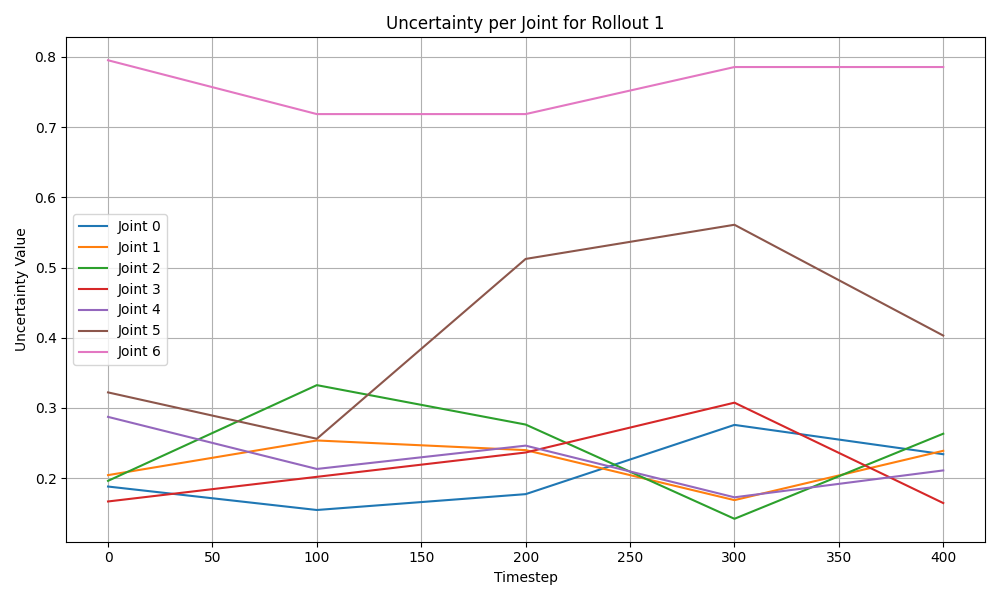 Uncertainty per Joint for Rollout 1
0.8
0.7
0.6
0.5
0.4
0.3
0.2
Uncertainty Value
Joint 0
Joint 1
Joint 2
Joint 3
Joint 4
Joint 5
Joint 6
0 50 100 150 200 250 300 350 400
Timestep